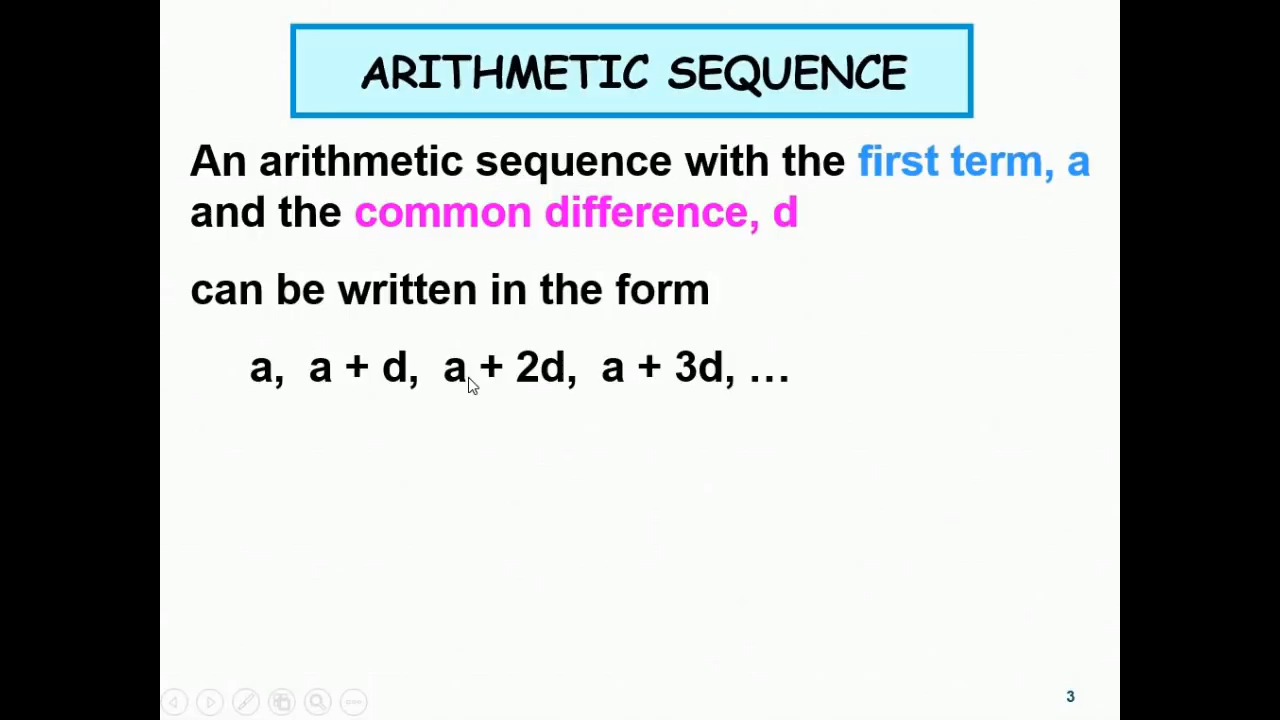 ARITHMETIC SEQUENCE
An arithmetic sequence with the first term, a
and the common difference, d
can be written in the form
a, a + d, a + 2d, a + 3d, …
3